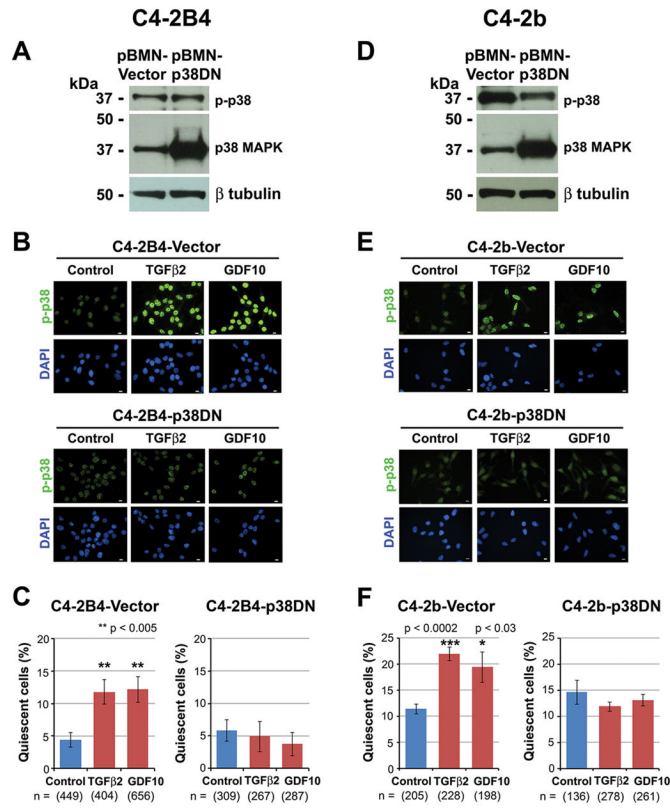 C4-2B4
C4-2b
A
pBMN-Vector
pBMN-p38DN
kDa
37 -
p-p38
50 -
37 -
p38 MAPK
50 -
β tubulin
D
pBMN-Vector
pBMN-p38DN
kDa
37 -
p-p38
50 -
37 -
p38 MAPK
50 -
β tubulin
B
C4-2B4-Vector
Control TGFβ2 GDF10
p-p38
DAPI
C4-2B4-p38DN
Control TGFβ2 GDF10
p-p38
DAPI
E
C4-2b-Vector
Control TGFβ2 GDF10
p-p38
DAPI
C4-2b-p38DN
Control TGFβ2 GDF10
p-p38
DAPI
C
C4-2B4-Vector
** p < 0.005
Quiescent cells (%)
20
15
10
5
0
** **
Control TGFβ2 GDF10
n = (449) (404) (656)
C4-2B4-p38DN
Quiescent cells (%)
20
15
10
5
0
Control TGFβ2 GDF10
(309) (267) (287)
F
C4-2b-Vector
p < 0.0002 p < 0.03
*** *
Quiescent cells (%)
25
20
15
10
5
0
Control TGFβ2 GDF10
n = (205) (228) (198)
C4-2b-p38DN
Quiescent cells (%)
25
20
15
10
5
0
Control TGFβ2 GDF10
(136) (278) (261)